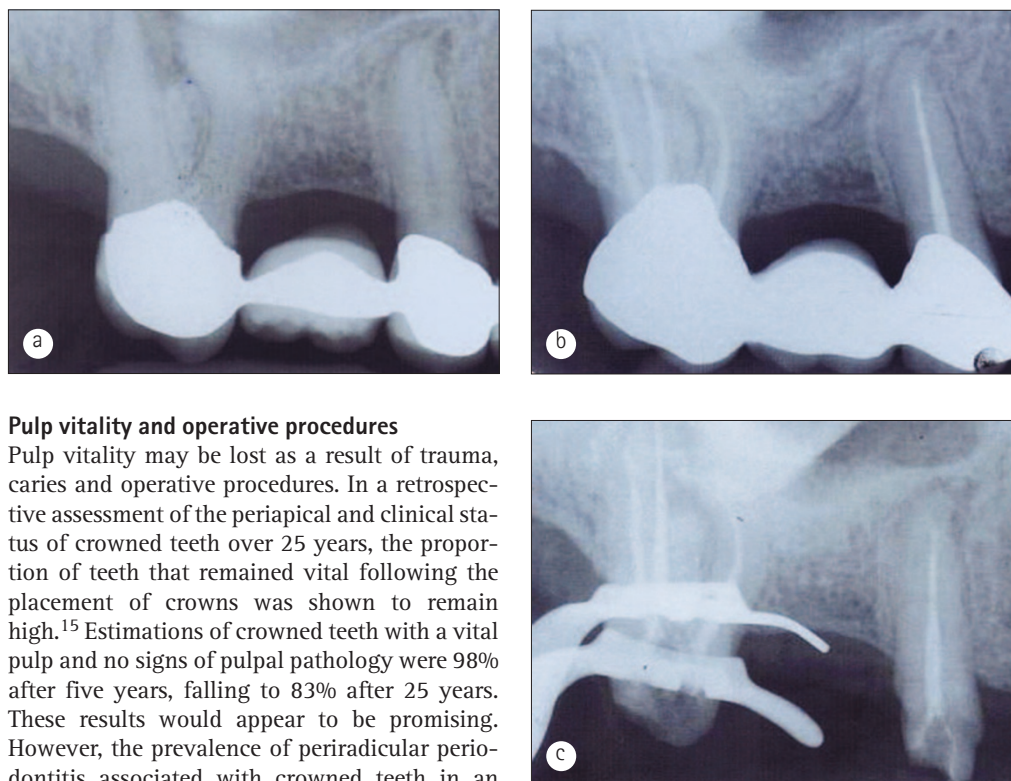 a
b
Pulp vitality and operative procedures
Pulp vitality may be lost as a result of trauma,
caries and operative procedures. In a retrospec-
tive assessment of the periapical and clinical sta-
tus of crowned teeth over 25 years, the propor-
tion of teeth that remained vital following the
placement of crowns was shown to remain
high.15 Estimations of crowned teeth with a vital
pulp and no signs of pulpal pathology were 98%
after five years, falling to 83% after 25 years.
These results would appear to be promising.
However, the prevalence of periradicular perio-
dontitis associated with crowned teeth in an
c